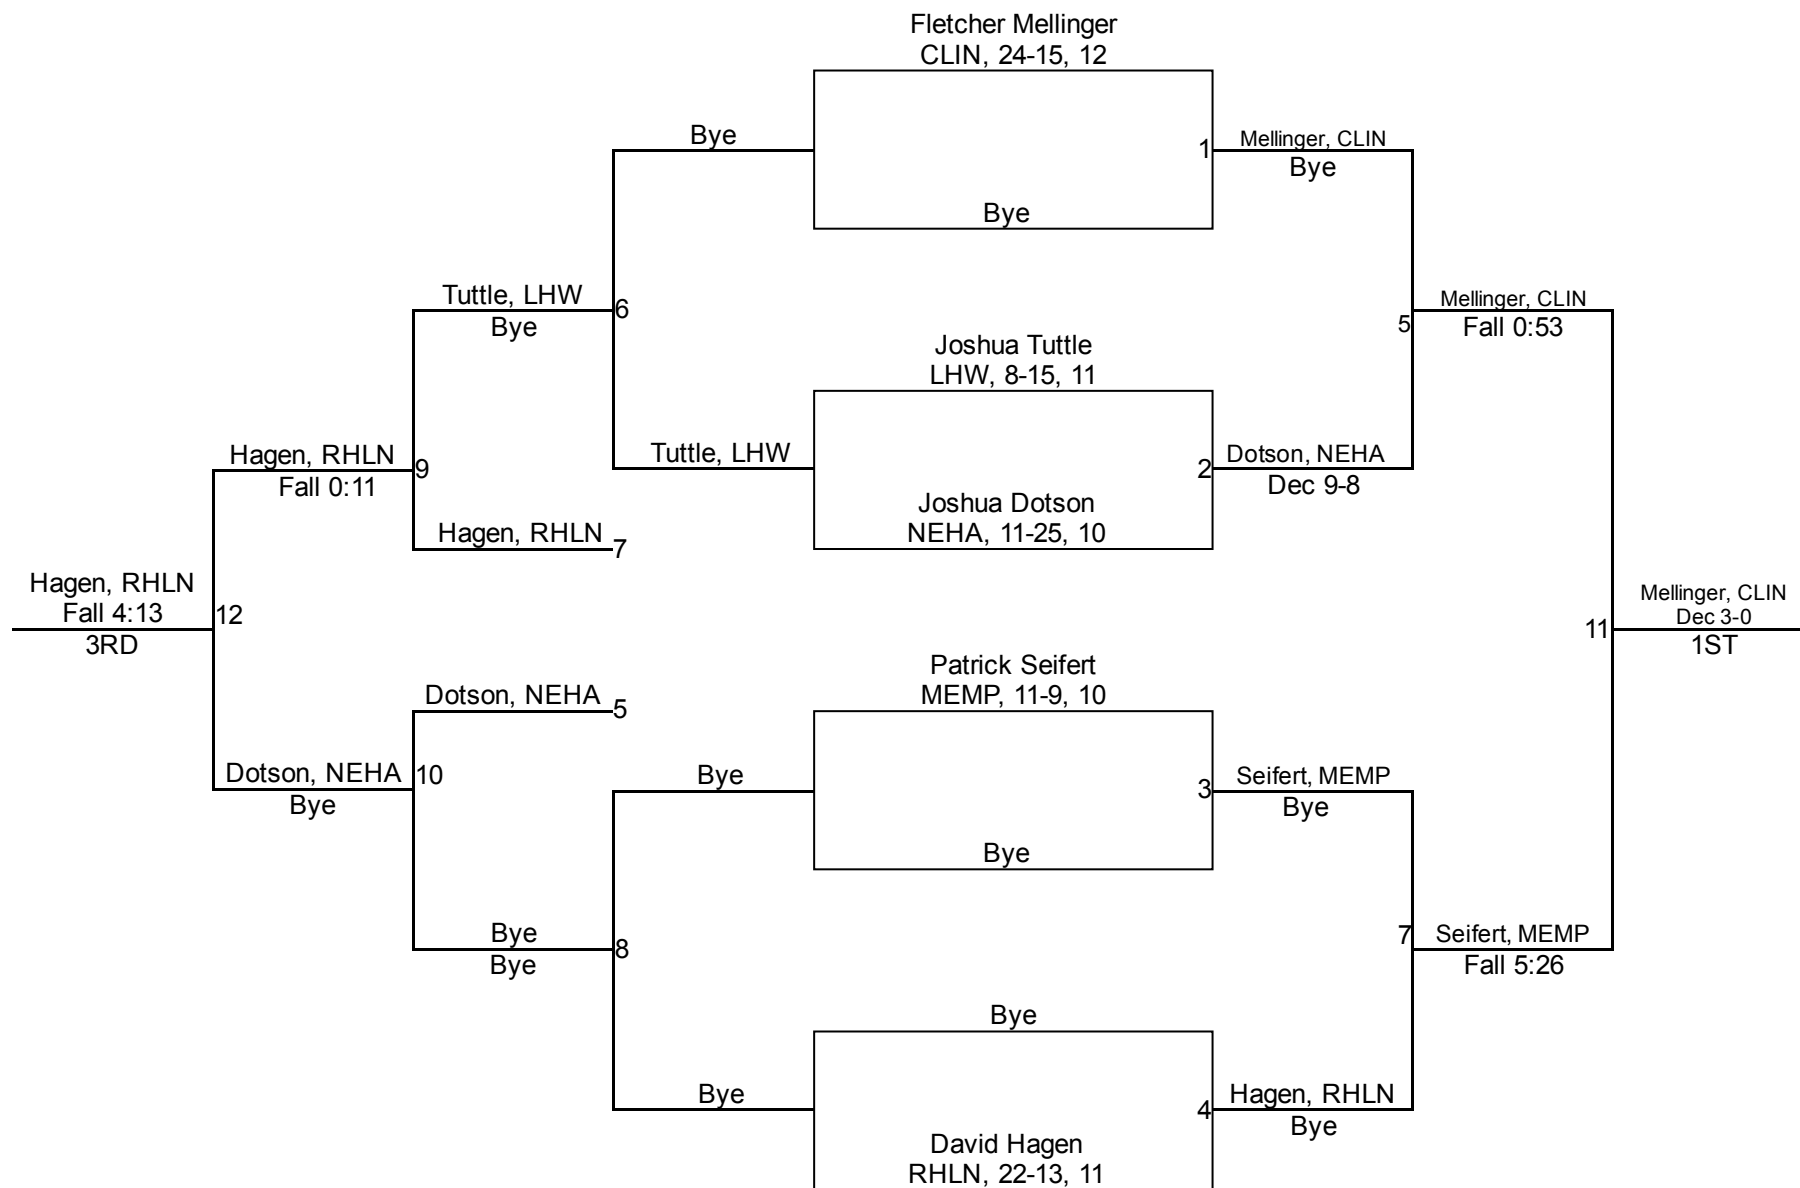 Fletcher Mellinger
CLIN, 24-15, 12
Bye
1
Mellinger, CLIN
Bye
Bye
Tuttle, LHW
Bye
6
Mellinger, CLIN
Fall 0:53
5
Joshua Tuttle
LHW, 8-15, 11
Hagen, RHLN
Fall 0:11
9
Tuttle, LHW
2
Dotson, NEHA
Dec 9-8
Joshua Dotson
NEHA, 11-25, 10
Hagen, RHLN
7
Hagen, RHLN
Fall 4:13
3RD
12
Mellinger, CLIN
Dec 3-0
1ST
11
Patrick Seifert
MEMP, 11-9, 10
Dotson, NEHA
5
Dotson, NEHA
Bye
10
Bye
3
Seifert, MEMP
Bye
Bye
Bye
Bye
8
7
Seifert, MEMP
Fall 5:26
Bye
Bye
4
Hagen, RHLN
Bye
David Hagen
RHLN, 22-13, 11